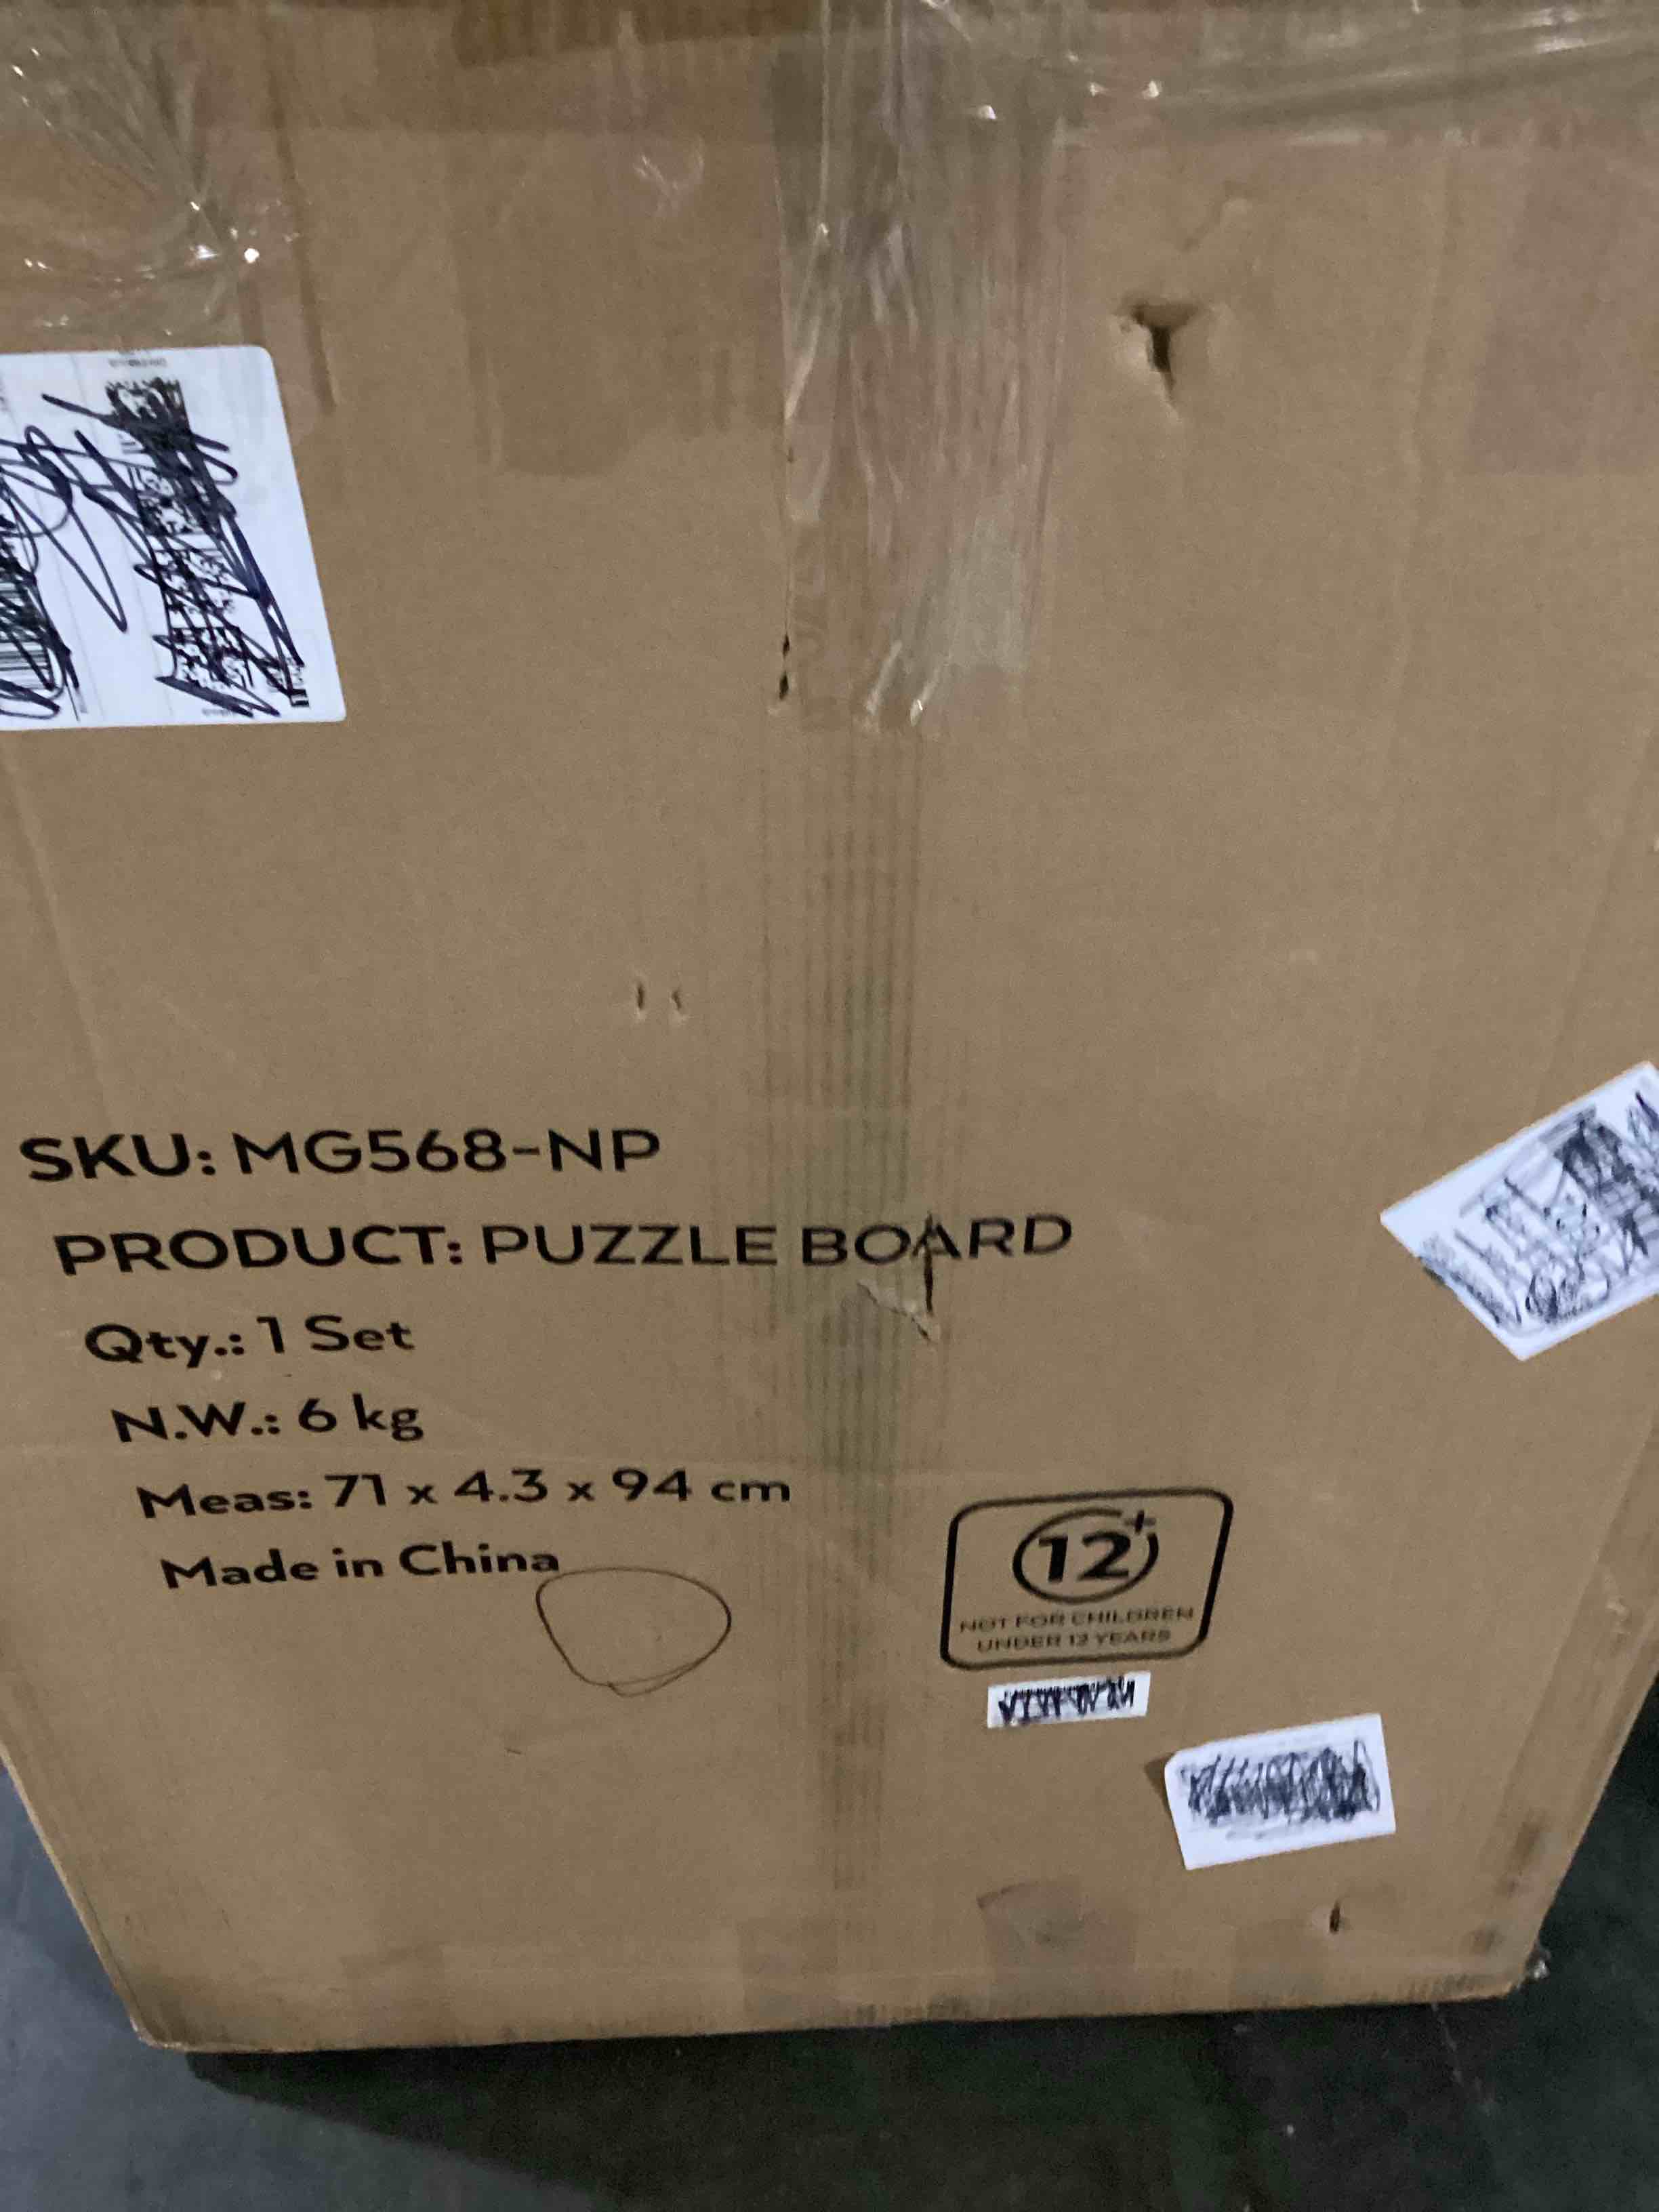 SKU: MG568-NP
PRODUCT: PUZZLE BOARD
Qty.: 1 Set
N.W.: 6 kg
Meas: 71 x 4.3 x 94 cm
Made in China
12+
NOT FOR CHILDREN
UNDER 12 YEARS